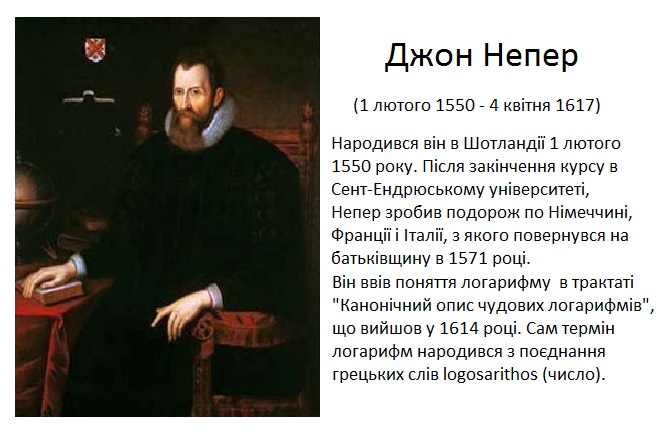 Джон Непер
(1 лютого 1550 - 4 квітня 1617)
Народився він в Шотландії 1 лютого
1550 року. Після закінчення курсу в
Сент-Ендрюському університеті,
Непер зробив подорож по Німеччині,
Франції і Італії, з якого повернувся на
батьківщину в 1571 році.
Він ввів поняття логарифму в трактаті
"Канонічний опис чудових логарифмів",
що вийшов у 1614 році. Сам термін
логарифм народився з поєднання
грецьких слів logosarithos (число).